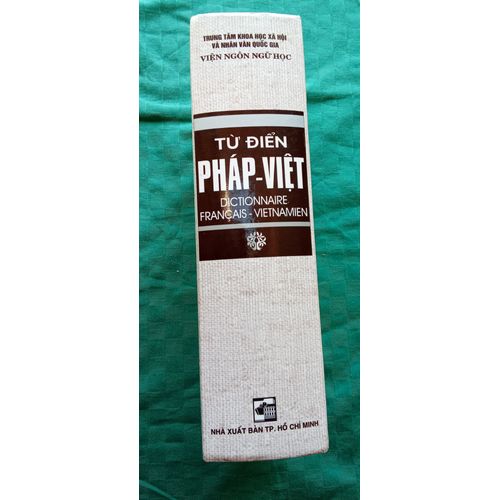 TRUNG TÂM KHOA HỌC XÃ HỘI
VÀ NHÂN VĂN QUỐC GIA
VIỆN NGÔN NGỮ HỌC
TỪ ĐIỂN
PHÁP-VIỆT
DICTIONNAIRE
FRANÇAIS - VIETNAMIEN
NHÀ XUẤT BẢN TP. HỒ CHÍ MINH